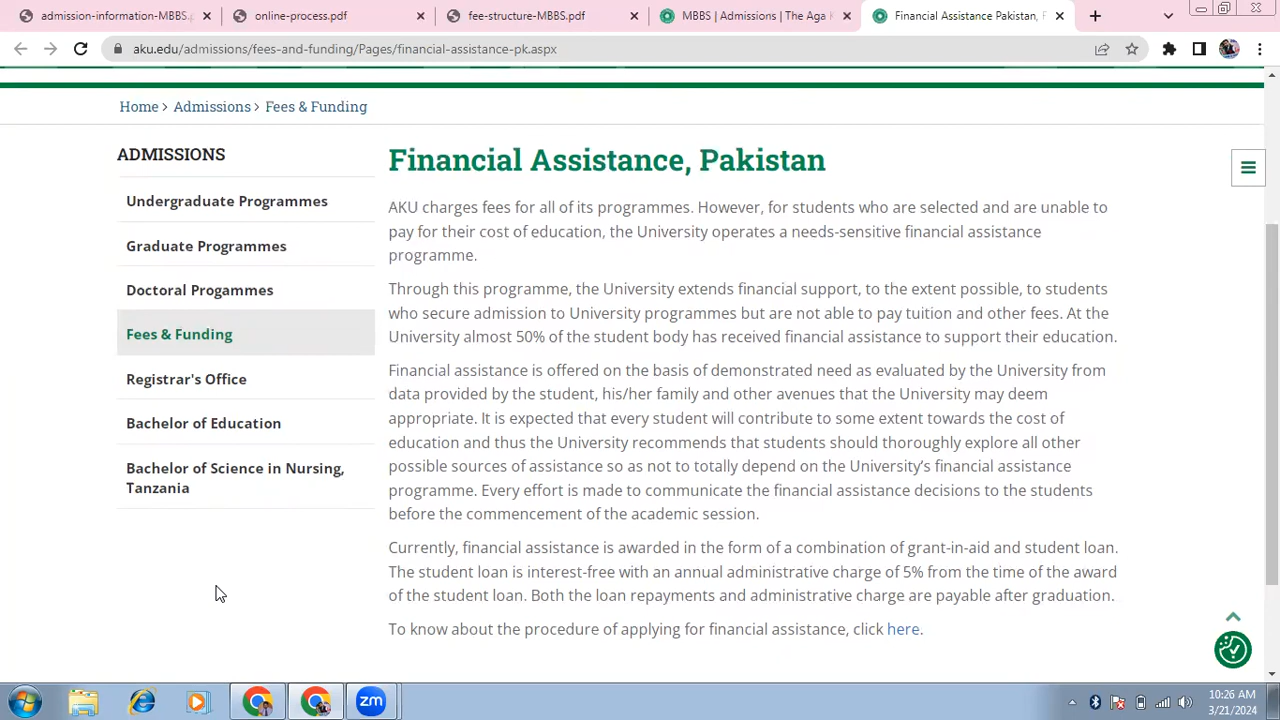 admission-information-MBBS.p
online-process.pdf
fee-structure-MBBS.pdf
MBBS | Admissions | The Aga K
Financial Assistance Pakistan, F
aku.edu/admissions/fees-and-funding/Pages/financial-assistance-pk.aspx
Home > Admissions > Fees & Funding
ADMISSIONS
Undergraduate Programmes
Graduate Programmes
Doctoral Progammes
Fees & Funding
Registrar's Office
Bachelor of Education
Bachelor of Science in Nursing,
Tanzania
Financial Assistance, Pakistan
AKU charges fees for all of its programmes. However, for students who are selected and are unable to
pay for their cost of education, the University operates a needs-sensitive financial assistance
programme.
Through this programme, the University extends financial support, to the extent possible, to students
who secure admission to University programmes but are not able to pay tuition and other fees. At the
University almost 50% of the student body has received financial assistance to support their education.
Financial assistance is offered on the basis of demonstrated need as evaluated by the University from
data provided by the student, his/her family and other avenues that the University may deem
appropriate. It is expected that every student will contribute to some extent towards the cost of
education and thus the University recommends that students should thoroughly explore all other
possible sources of assistance so as not to totally depend on the University's financial assistance
programme. Every effort is made to communicate the financial assistance decisions to the students
before the commencement of the academic session.
Currently, financial assistance is awarded in the form of a combination of grant-in-aid and student loan.
The student loan is interest-free with an annual administrative charge of 5% from the time of the award
of the student loan. Both the loan repayments and administrative charge are payable after graduation.
To know about the procedure of applying for financial assistance, click here.
zm
10:26 AM
3/21/2024